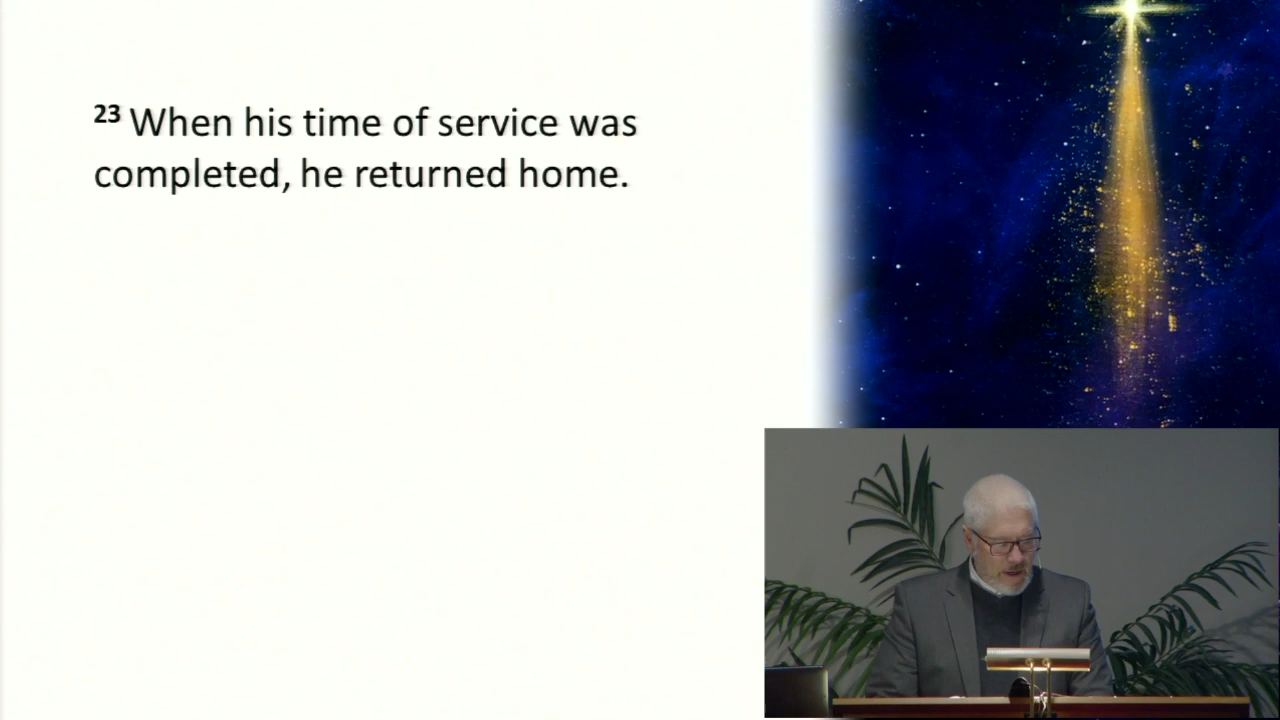 23 When his time of service was
completed, he returned home.